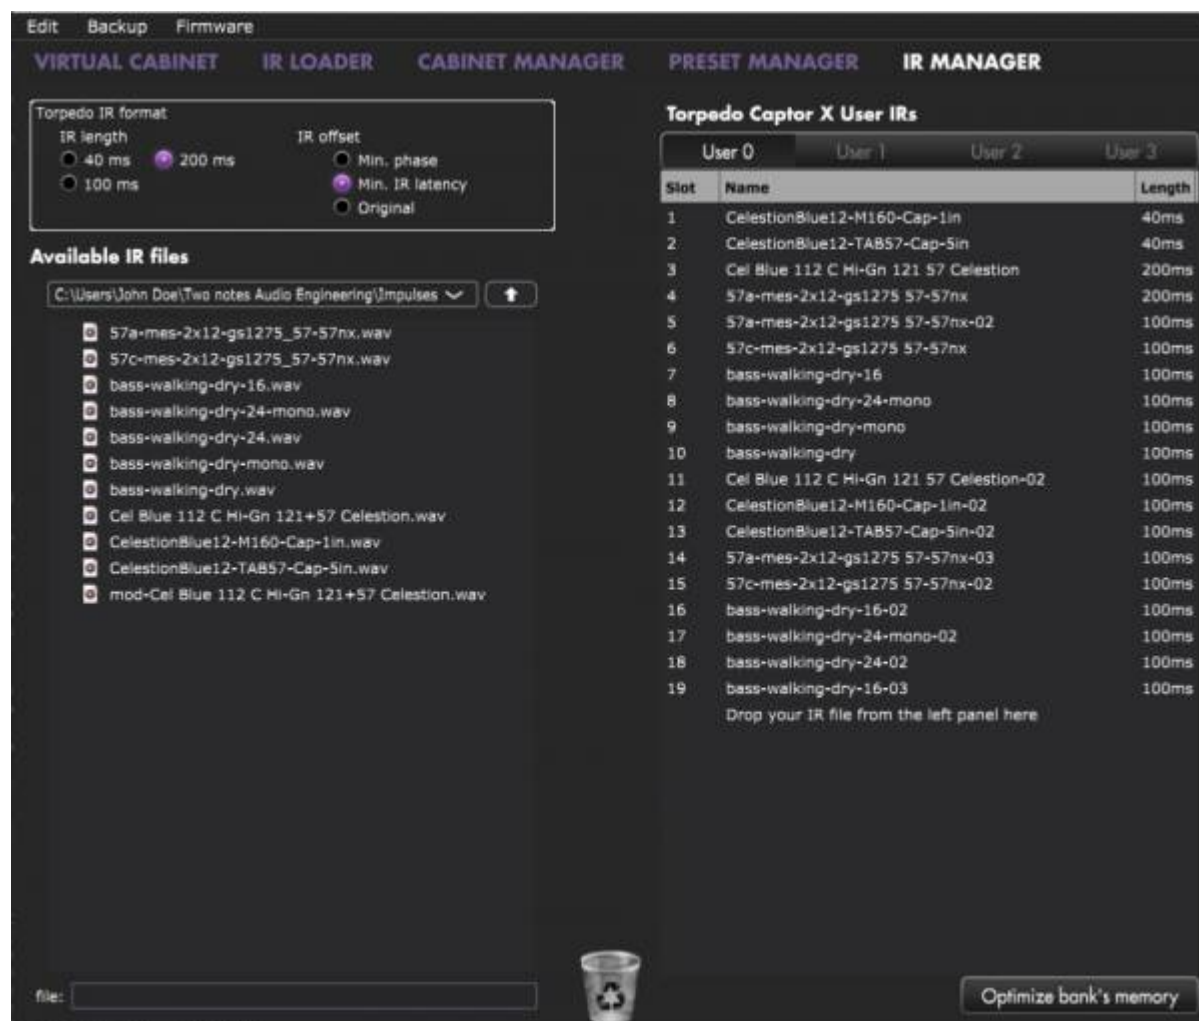 Edit Backup Firmware
VIRTUAL CABINET IR LOADER CABINET MANAGER PRESET MANAGER IR MANAGER
Torpedo IR format
IR length
40 ms 200 ms
100 ms
IR offset
Min. phase
Min. IR latency
Original
Available IR files
C:\Users\John Doe\Two notes Audio Engineering\Impulses
57a-mes-2x12-gs1275_57-57nx.wav
57c-mes-2x12-gs1275_57-57nx.wav
bass-walking-dry-16.wav
bass-walking-dry-24-mono.wav
bass-walking-dry-24.wav
bass-walking-dry-mono.wav
bass-walking-dry.wav
Cel Blue 112 C Hi-Gn 121+57 Celestion.wav
CelestionBlue12-M160-Cap-1in.wav
CelestionBlue12-TAB57-Cap-5in.wav
mod-Cel Blue 112 C Hi-Gn 121+57 Celestion.wav
file:
Torpedo Captor X User IRs
User 0 User 1 User 2 User 3
Slot Name Length
1 CelestionBlue12-M160-Cap-1in 40ms
2 CelestionBlue12-TAB57-Cap-5in 40ms
3 Cel Blue 112 C Hi-Gn 121 57 Celestion 200ms
4 57a-mes-2x12-gs1275 57-57nx 200ms
5 57a-mes-2x12-gs1275 57-57nx-02 100ms
6 57c-mes-2x12-gs1275 57-57nx 100ms
7 bass-walking-dry-16 100ms
8 bass-walking-dry-24-mono 100ms
9 bass-walking-dry-mono 100ms
10 bass-walking-dry 100ms
11 Cel Blue 112 C Hi-Gn 121 57 Celestion-02 100ms
12 CelestionBlue12-M160-Cap-1in-02 100ms
13 CelestionBlue12-TAB57-Cap-5in-02 100ms
14 57a-mes-2x12-gs1275 57-57nx-03 100ms
15 57c-mes-2x12-gs1275 57-57nx-02 100ms
16 bass-walking-dry-16-02 100ms
17 bass-walking-dry-24-mono-02 100ms
18 bass-walking-dry-24-02 100ms
19 bass-walking-dry-16-03 100ms
Drop your IR file from the left panel here
Optimize bank's memory